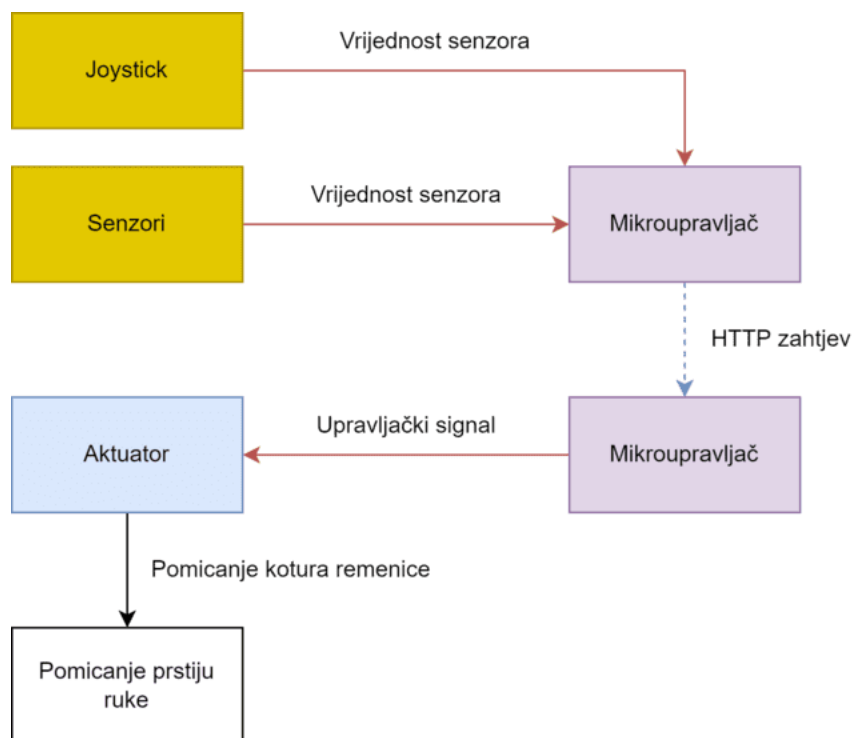 Vrijednost senzora
Joystick
Vrijednost senzora
Senzori
Mikroupravljač
HTTP zahtjev
Upravljački signal
Aktuator
Mikroupravljač
Pomicanje kotura remenice
Pomicanje prstiju
ruke